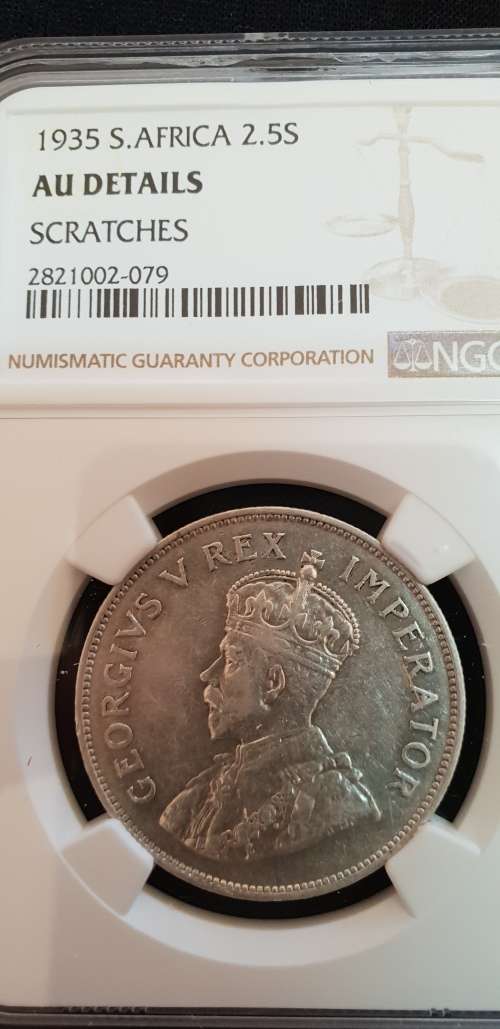 1935 S.AFRICA 2.5S
AU DETAILS
SCRATCHES
2821002-079
NUMISMATIC GUARANTY CORPORATION NGC
GEORGIVS V REX IMPERATOR